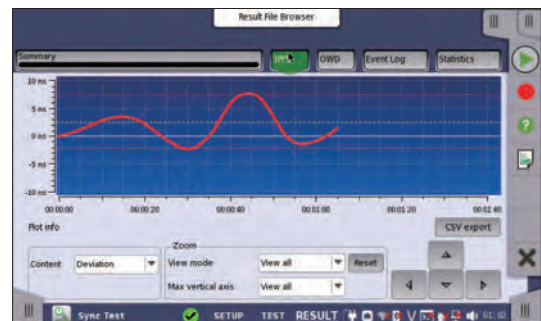 Result File Browser
Summary
OWD
Event Log
Statistics
10 ns
5 ns
0 ns
-5 ns
-10 ns
00:00:00 00:00:20 00:00:40 00:01:00 00:01:20 00:01:40
Plot info
CSV export
Zoom
Content Deviation
View mode View all Reset
Max vertical axis View all
Sync Test SETUP TEST RESULT